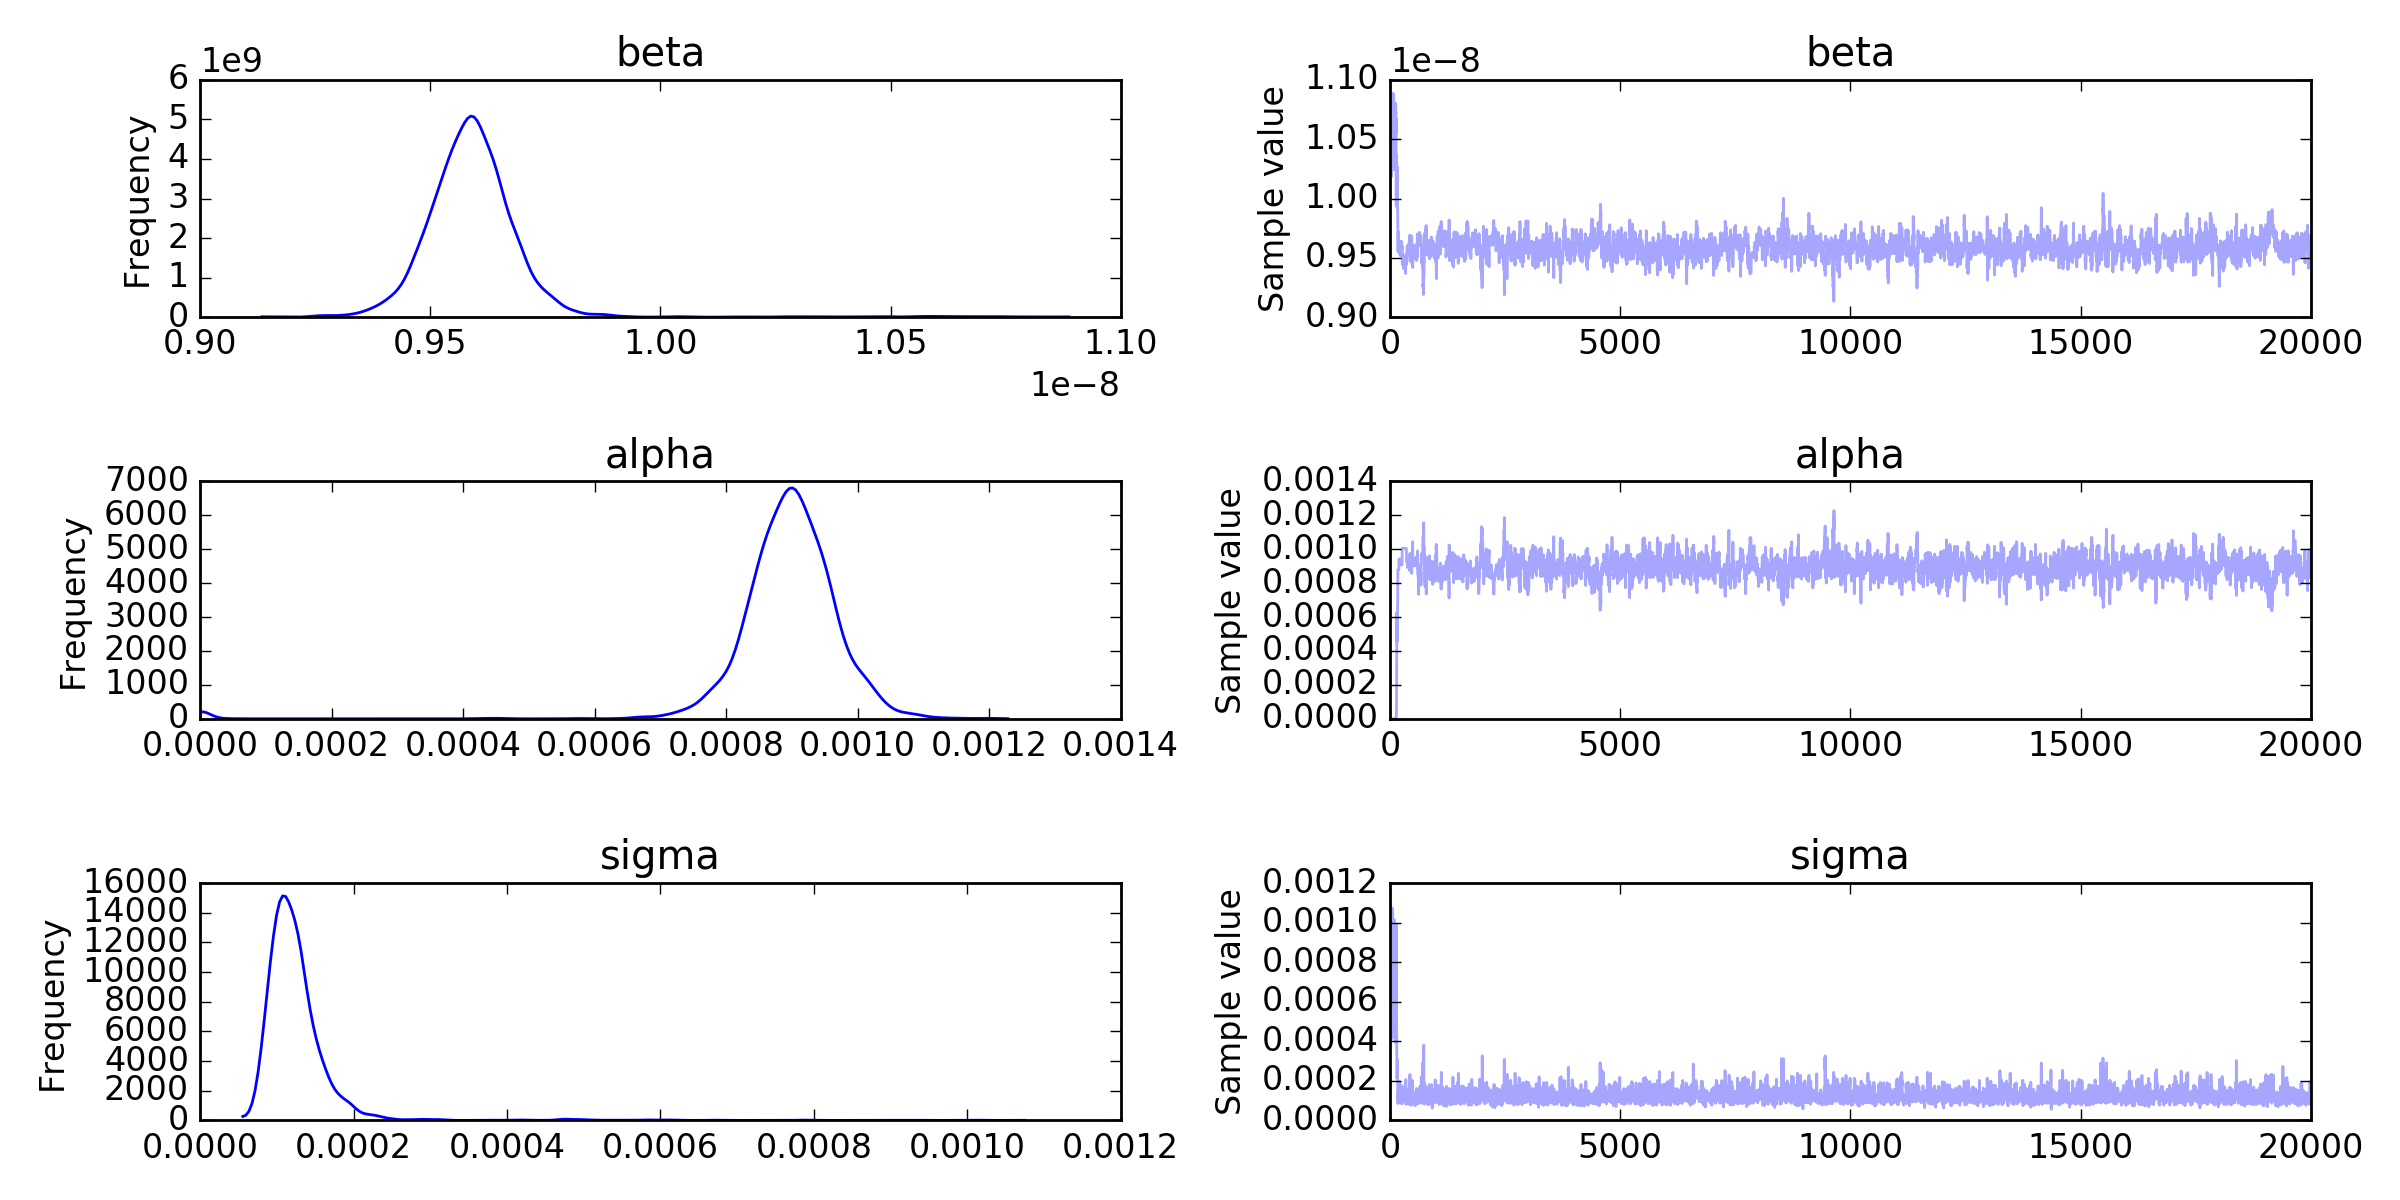 beta
1e9
Frequency
6
5
4
3
2
1
0
0.90 0.95 1.00 1.05 1.10
1e−8
beta
1e−8
Sample value
1.10
1.05
1.00
0.95
0.90
0 5000 10000 15000 20000
alpha
Frequency
7000
6000
5000
4000
3000
2000
1000
0
0.0000 0.0002 0.0004 0.0006 0.0008 0.0010 0.0012 0.0014
alpha
Sample value
0.0014
0.0012
0.0010
0.0008
0.0006
0.0004
0.0002
0.0000
0 5000 10000 15000 20000
sigma
Frequency
16000
14000
12000
10000
8000
6000
4000
2000
0
0.0000 0.0002 0.0004 0.0006 0.0008 0.0010 0.0012
sigma
Sample value
0.0012
0.0010
0.0008
0.0006
0.0004
0.0002
0.0000
0 5000 10000 15000 20000